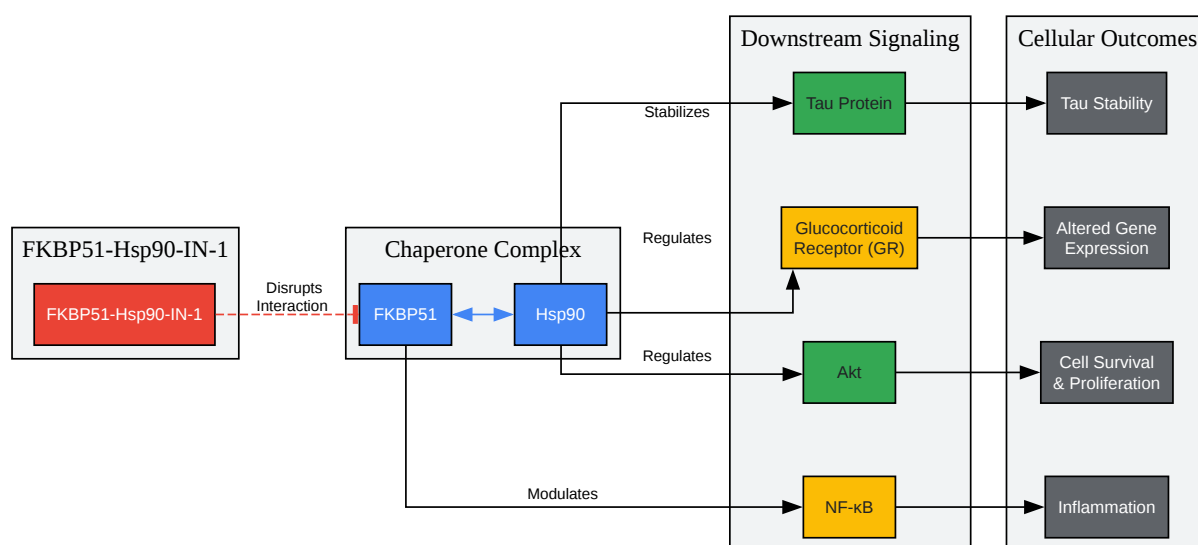 Downstream Signaling
Cellular Outcomes
Stabilizes
Tau Protein
Tau Stability
FKBP51-Hsp90-IN-1
Chaperone Complex
Regulates
Glucocorticoid
Receptor (GR)
Altered Gene
Expression
Disrupts
Interaction
FKBP51-Hsp90-IN-1
FKBP51
Hsp90
Regulates
Akt
Cell Survival
& Proliferation
Modulates
NF-κB
Inflammation